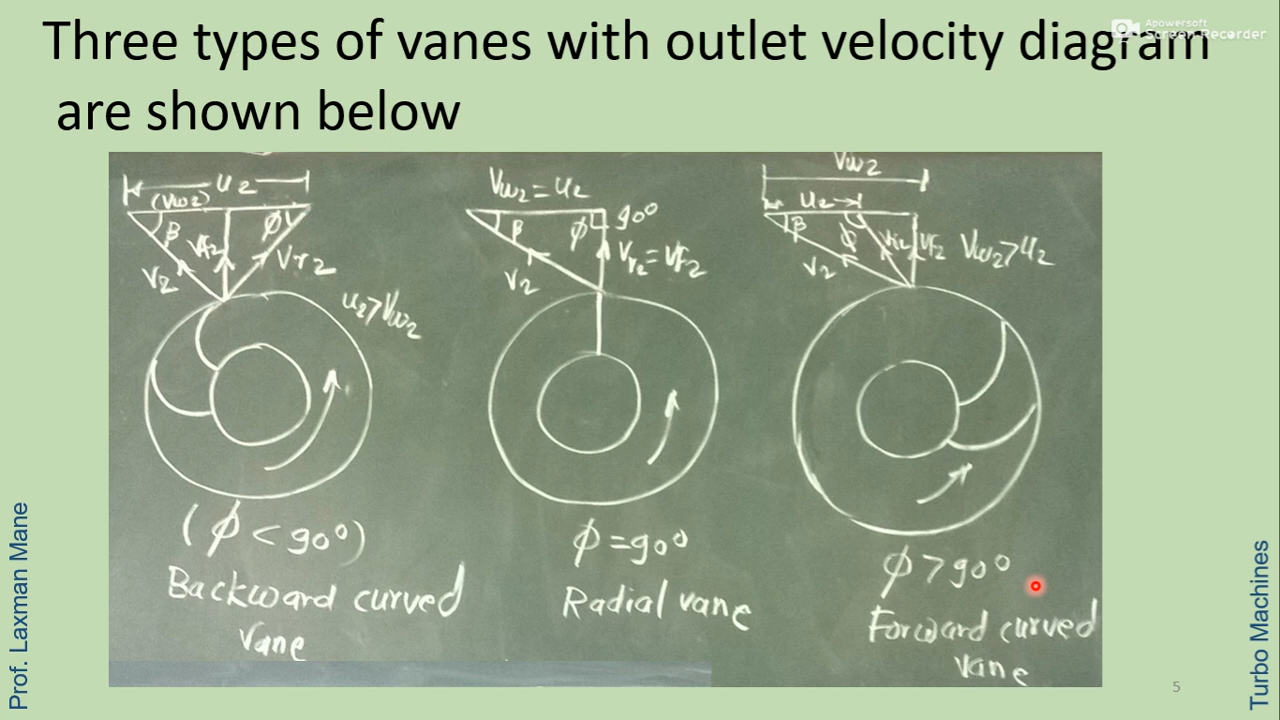 Three types of vanes with outlet velocity diagram
are shown below
Apowersoft
Screen Recorder
u2
(Vw2)
β
Vf2
ϕ
V2
Vr2
u2>Vw2
(ϕ < 90°)
Backward curved
Vane
Vw2 = u2
β
ϕ
90°
V2
Vr2 = Vf2
ϕ = 90°
Radial vane
Vw2
u2
β
ϕ
V2
Vr2
Vf2
Vw2>u2
ϕ > 90°
Forward curved
vane
Prof. Laxman Mane
Turbo Machines
5